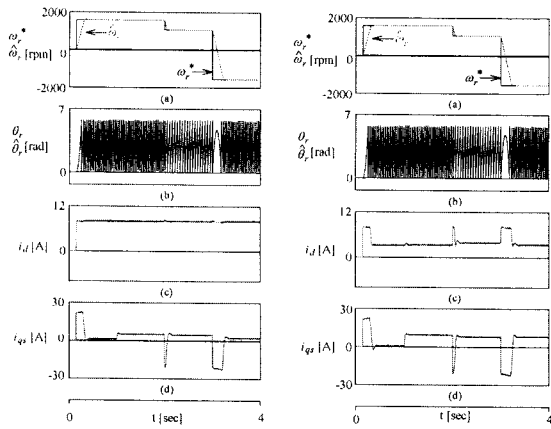 2000
ω_r*
ω̂_r [rpm]
0
ω̂_r
ω_r*
-2000
(a)
7
θ_r
θ̂_r [rad]
0
(b)
12
i_d [A]
0
(c)
30
i_qs [A]
0
-30
(d)
0
t [sec]
4
2000
ω_r*
ω̂_r [rpm]
0
ω̂_r
ω_r*
-2000
(a)
7
θ_r
θ̂_r [rad]
0
(b)
12
i_d [A]
0
(c)
30
i_qs [A]
0
-30
(d)
0
t [sec]
4